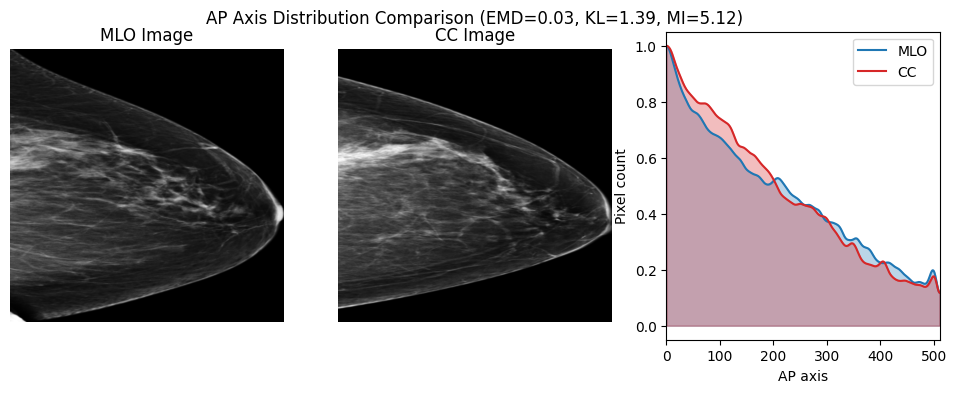 AP Axis Distribution Comparison (EMD=0.03, KL=1.39, MI=5.12)
MLO Image
CC Image
MLO
CC
Pixel count
1.0
0.8
0.6
0.4
0.2
0.0
0 100 200 300 400 500
AP axis